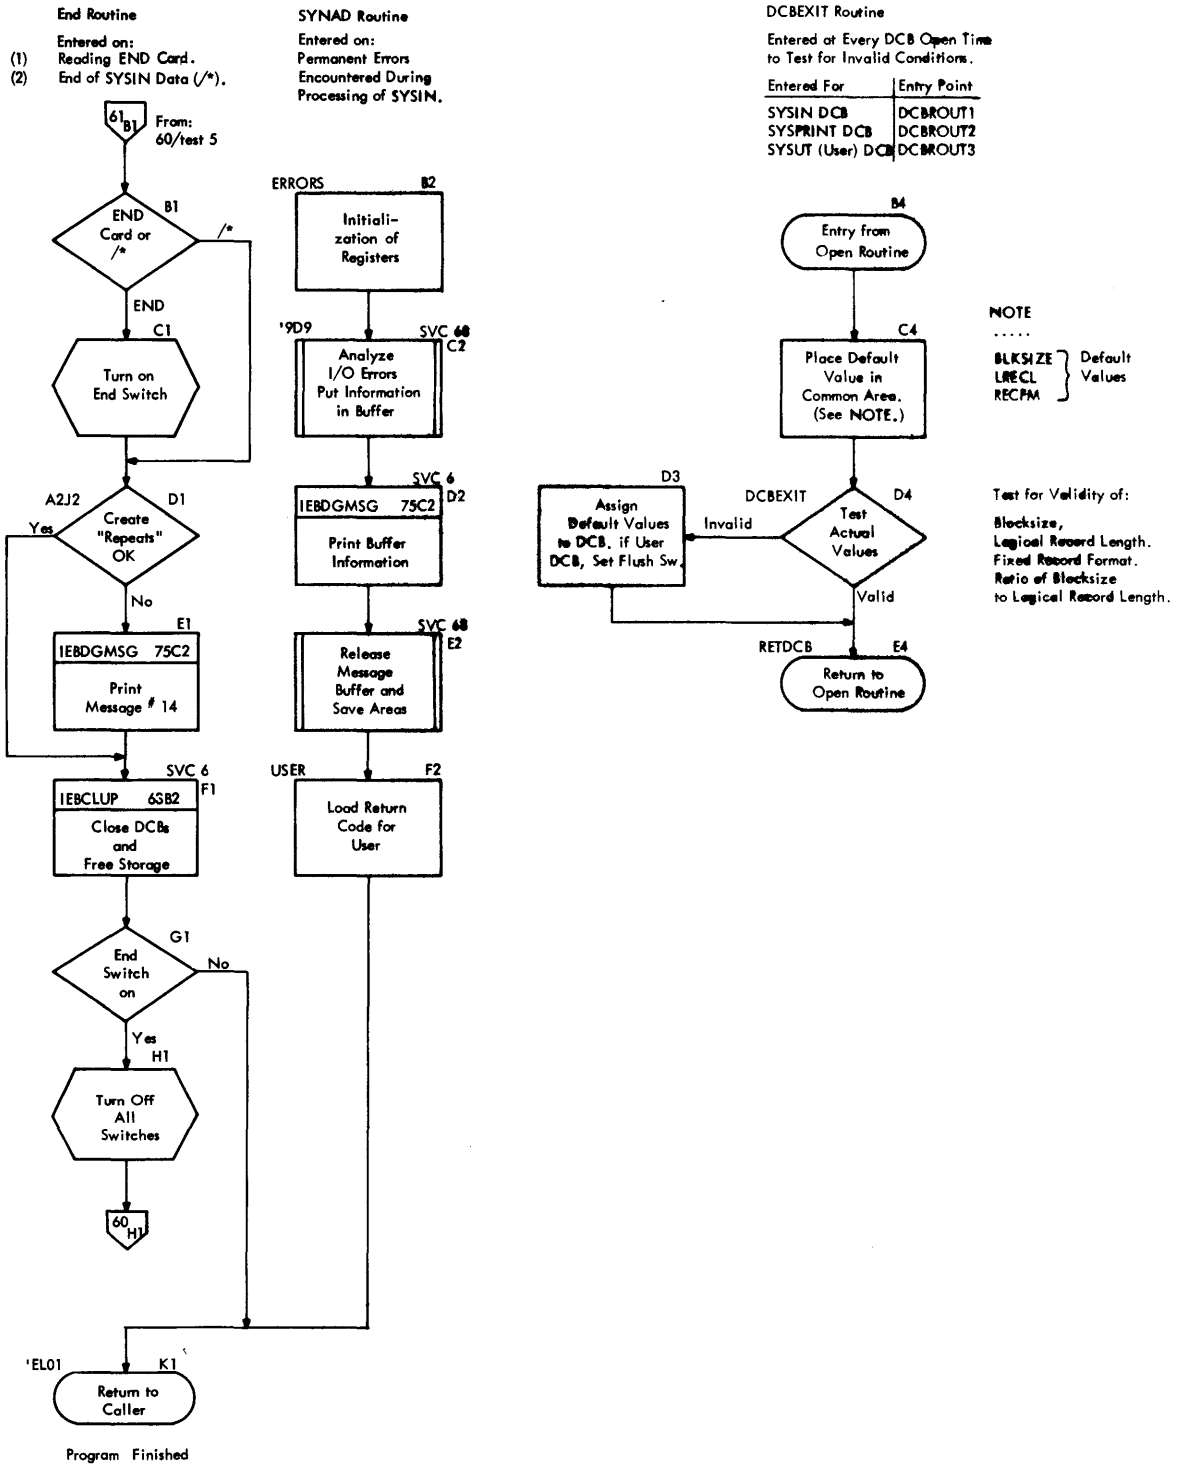 End Routine
Entered on:
(1) Reading END Card.
(2) End of SYSIN Data (/*).
61 B1
From:
60/test 5
B1
END
Card or
/*
/*
END
C1
Turn on
End Switch
A2J2
D1
Create
"Repeats"
OK
Yes
No
E1
IEBDGMSG 75C2
Print
Message # 14
SVC 6
F1
IEBCLUP 6SB2
Close DCBs
and
Free Storage
G1
End
Switch
on
No
Yes
H1
Turn Off
All
Switches
60 H1
'EL01
K1
Return to
Caller
Program Finished
SYNAD Routine
Entered on:
Permanent Errors
Encountered During
Processing of SYSIN.
ERRORS
B2
Initiali-
zation of
Registers
'9D9
SVC 68
C2
Analyze
I/O Errors
Put Information
in Buffer
SVC 6
D2
IEBDGMSG 75C2
Print Buffer
Information
SVC 68
E2
Release
Message
Buffer and
Save Areas
USER
F2
Load Return
Code for
User
DCBEXIT Routine
Entered at Every DCB Open Time
to Test for Invalid Conditions.
Entered For Entry Point
SYSIN DCB DCBROUT1
SYSPRINT DCB DCBROUT2
SYSUT (User) DCB DCBROUT3
B4
Entry from
Open Routine
C4
Place Default
Value in
Common Area.
(See NOTE.)
NOTE
.....
BLKSIZE
LRECL
RECFM
Default
Values
D3
Assign
Default Values
to DCB. if User
DCB, Set Flush Sw.
DCBEXIT
Invalid
D4
Test
Actual
Values
Valid
Test for Validity of:
Blocksize,
Logical Record Length.
Fixed Record Format.
Ratio of Blocksize
to Logical Record Length.
RETDCB
E4
Return to
Open Routine